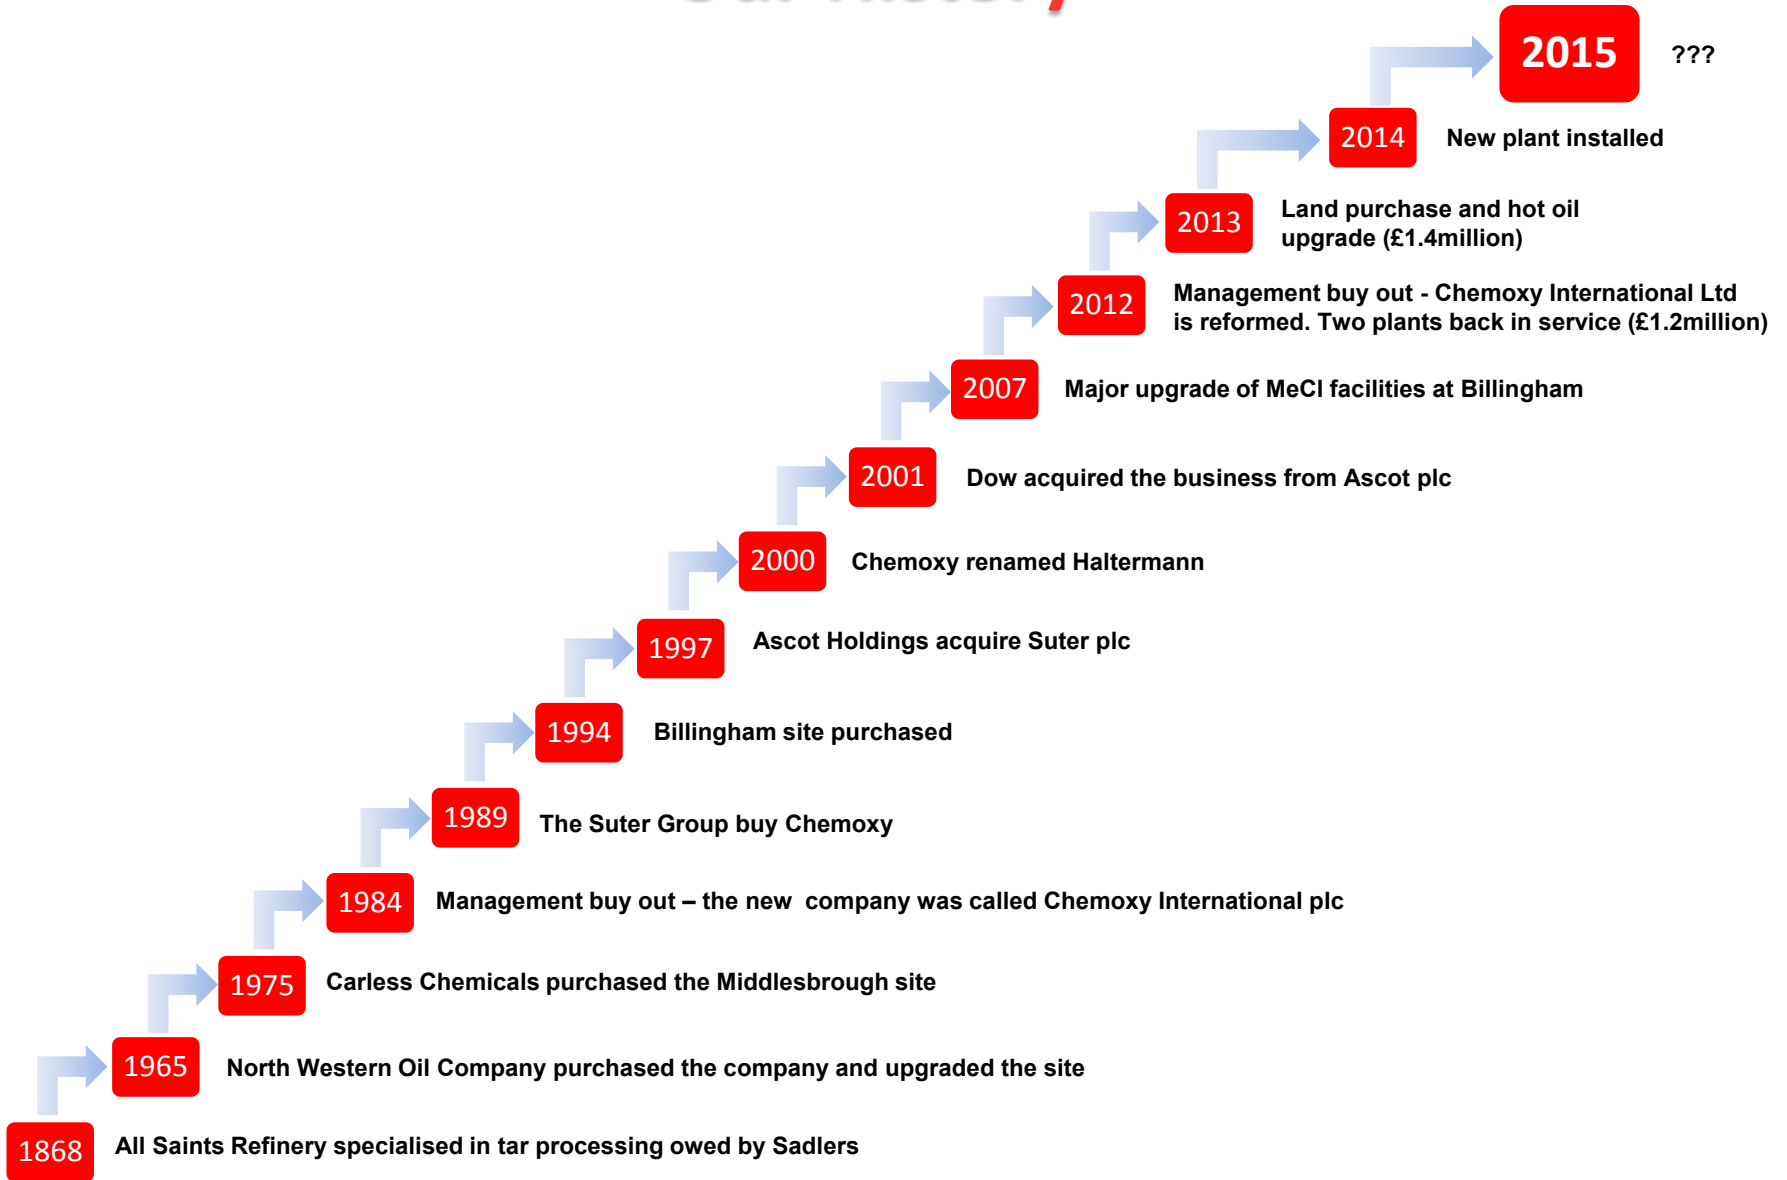 Our History
2015 ???
2014 New plant installed
2013 Land purchase and hot oil
upgrade (£1.4million)
2012 Management buy out - Chemoxy International Ltd
is reformed. Two plants back in service (£1.2million)
2007 Major upgrade of MeCl facilities at Billingham
2001 Dow acquired the business from Ascot plc
2000 Chemoxy renamed Haltermann
1997 Ascot Holdings acquire Suter plc
1994 Billingham site purchased
1989 The Suter Group buy Chemoxy
1984 Management buy out – the new company was called Chemoxy International plc
1975 Carless Chemicals purchased the Middlesbrough site
1965 North Western Oil Company purchased the company and upgraded the site
1868 All Saints Refinery specialised in tar processing owed by Sadlers